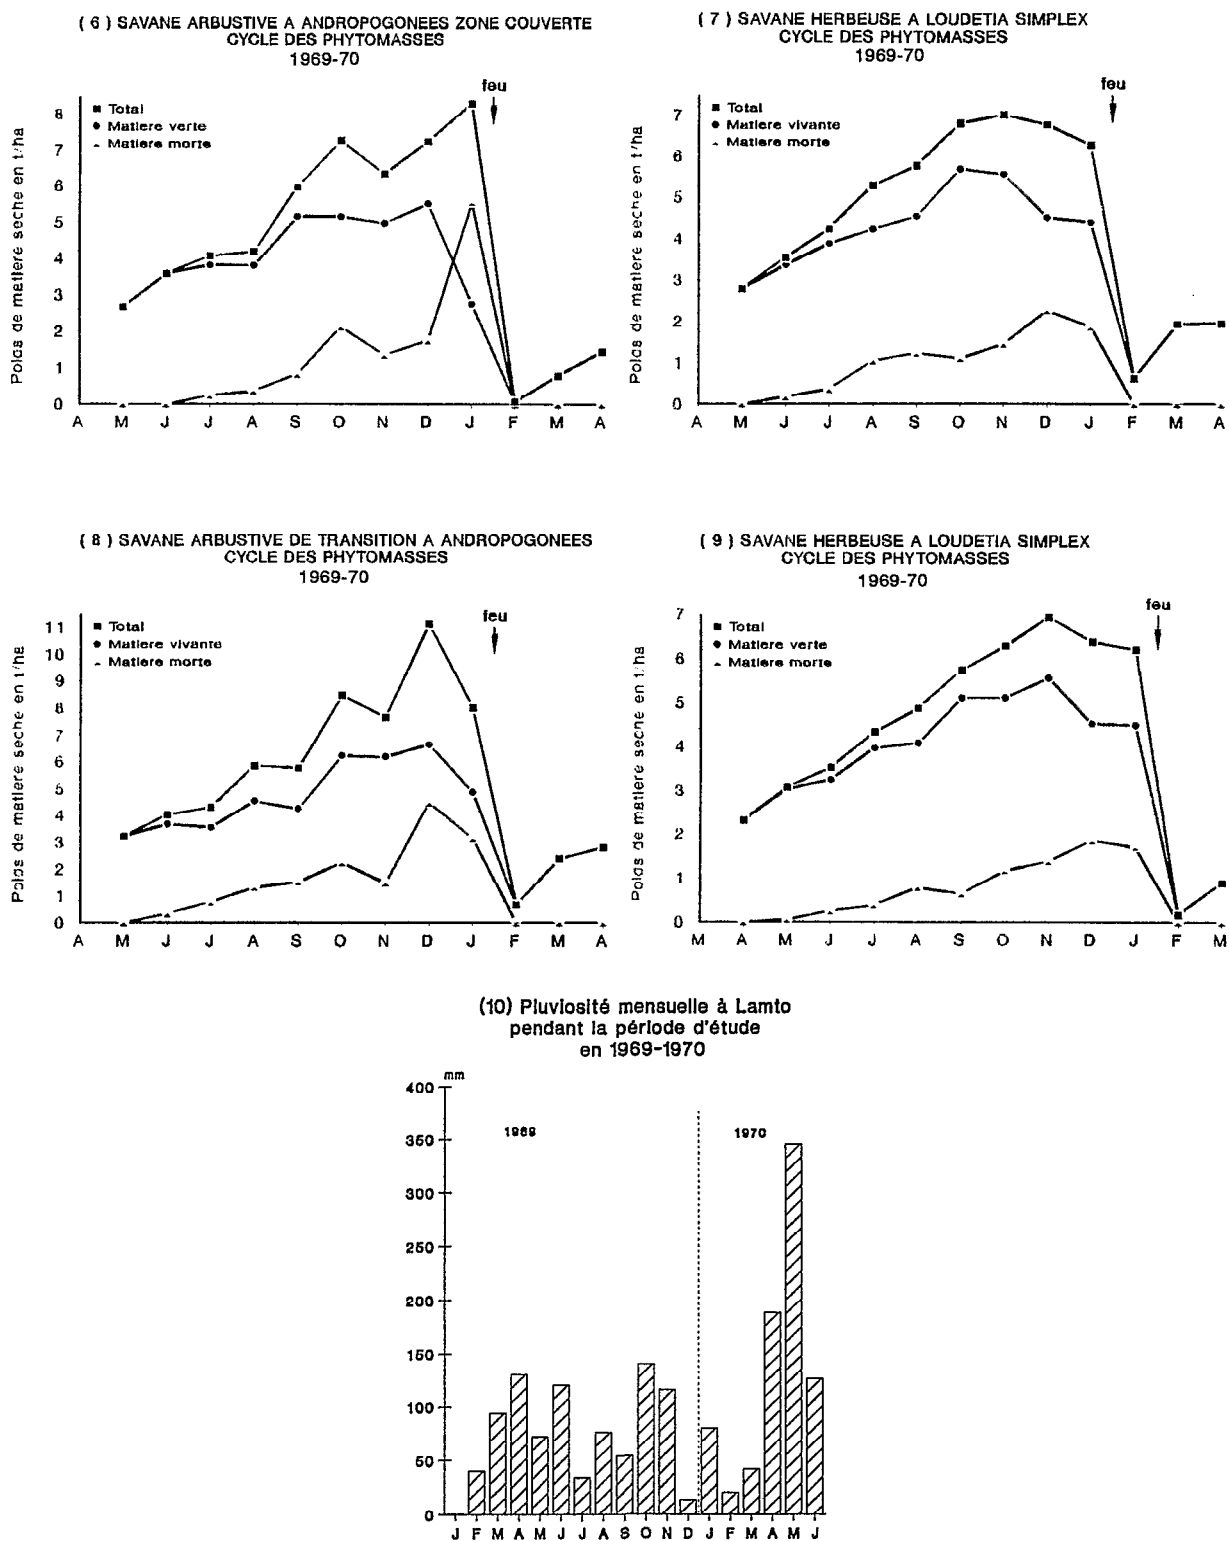 ( 6 ) SAVANE ARBUSTIVE A ANDROPOGONEES ZONE COUVERTE
CYCLE DES PHYTOMASSES
1969-70
feu
Total
Matiere verte
Matiere morte
Poids de matiere seche en t/ha
8
7
6
5
4
3
2
1
0
A M J J A S O N D J F M A
( 7 ) SAVANE HERBEUSE A LOUDETIA SIMPLEX
CYCLE DES PHYTOMASSES
1969-70
feu
Total
Matiere vivante
Matiere morte
Poids de matiere seche en t/ha
7
6
5
4
3
2
1
0
A M J J A S O N D J F M A
( 8 ) SAVANE ARBUSTIVE DE TRANSITION A ANDROPOGONEES
CYCLE DES PHYTOMASSES
1969-70
feu
Total
Matiere vivante
Matiere morte
Poids de matiere seche en t/ha
11
10
9
8
7
6
5
4
3
2
1
0
A M J J A S O N D J F M A
( 9 ) SAVANE HERBEUSE A LOUDETIA SIMPLEX
CYCLE DES PHYTOMASSES
1969-70
feu
Total
Matiere verte
Matiere morte
Poids de matiere seche en t/ha
7
6
5
4
3
2
1
0
M A M J J A S O N D J F M
(10) Pluviosité mensuelle à Lamto
pendant la période d'étude
en 1969-1970
mm
400
350
300
250
200
150
100
50
0
1969
1970
J F M A M J J A S O N D J F M A M J